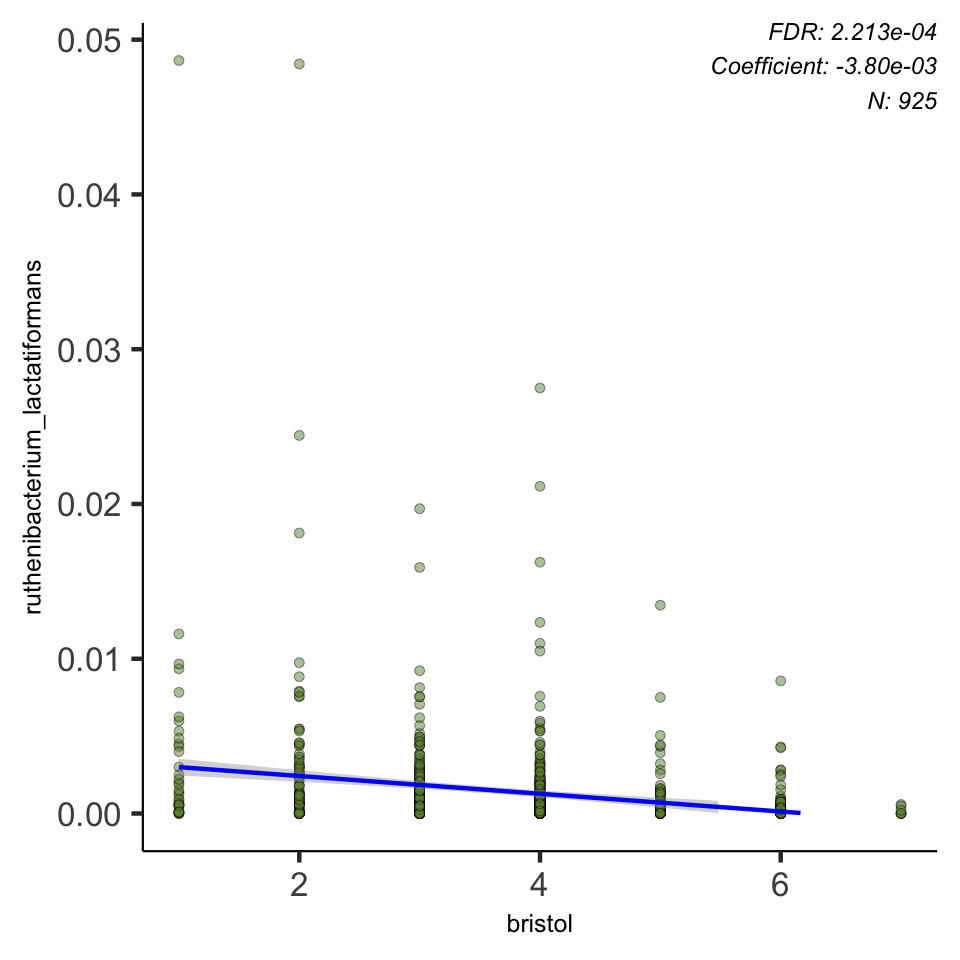 FDR: 2.213e-04
Coefficient: -3.80e-03
N: 925
0.05
0.04
0.03
0.02
0.01
0.00
ruthenibacterium_lactatiformans
2 4 6
bristol